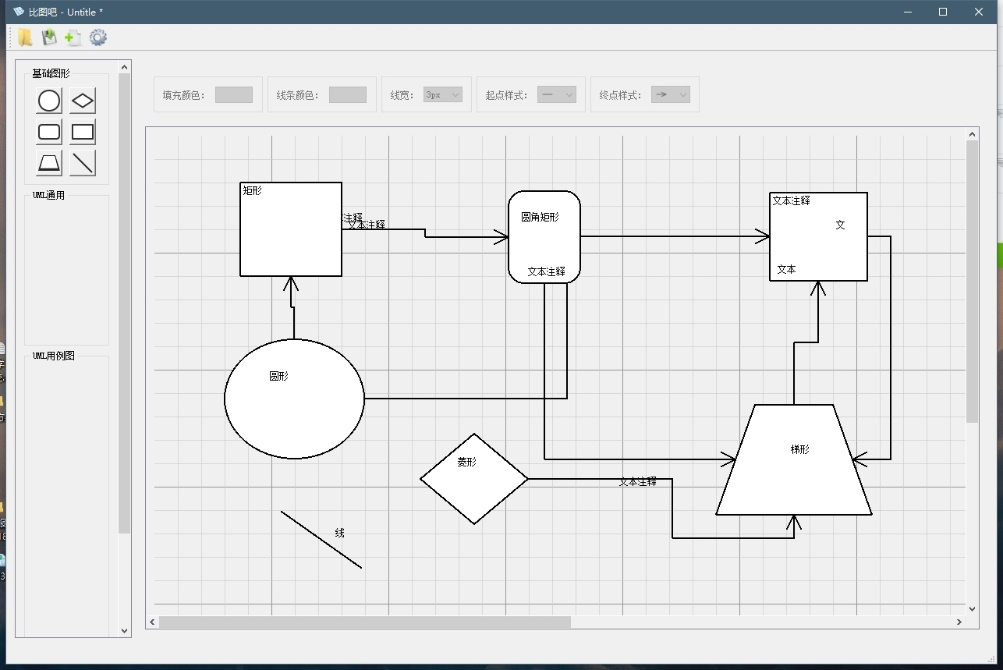 比图吧 - Untitle *
基础图形
UML通用
UML用例图
填充颜色：
线条颜色：
线宽：
3px
起点样式：
终点样式：
矩形
注释
文本注释
圆角矩形
文本注释
文本注释
文
文本
圆形
菱形
文本注释
梯形
线